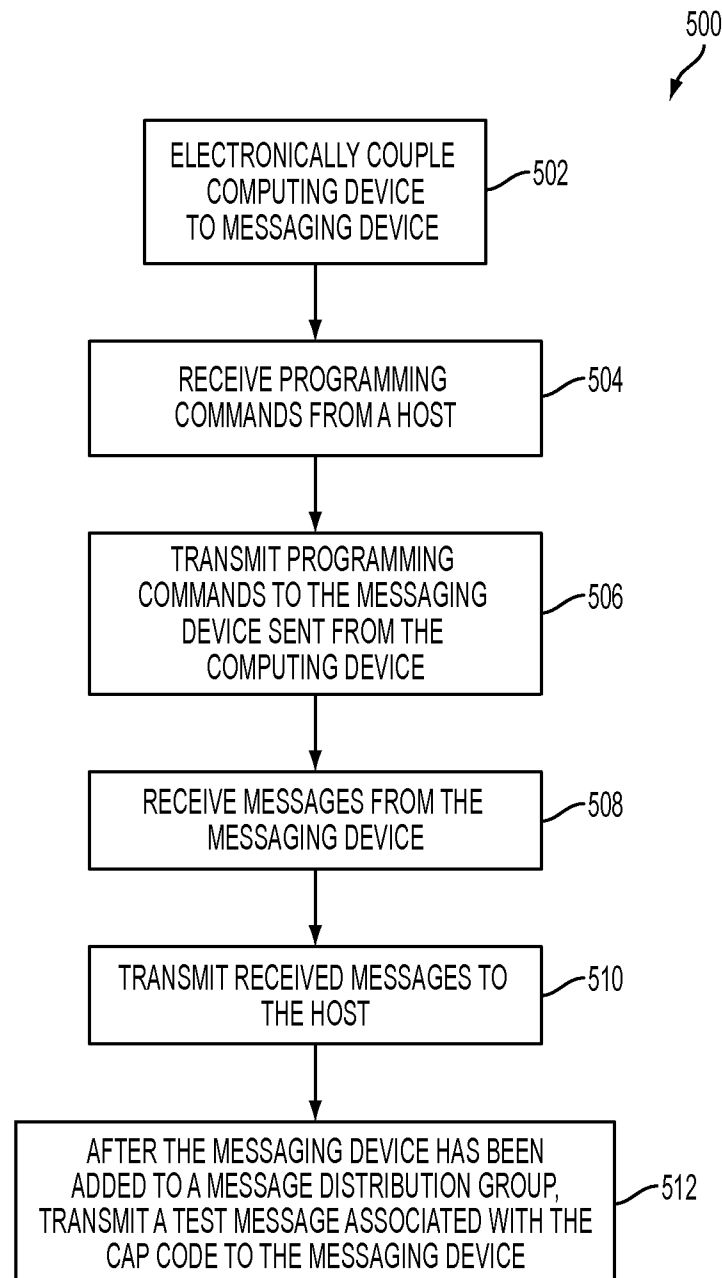 500
ELECTRONICALLY COUPLE
COMPUTING DEVICE
TO MESSAGING DEVICE
502
RECEIVE PROGRAMMING
COMMANDS FROM A HOST
504
TRANSMIT PROGRAMMING
COMMANDS TO THE MESSAGING
DEVICE SENT FROM THE
COMPUTING DEVICE
506
RECEIVE MESSAGES FROM THE
MESSAGING DEVICE
508
TRANSMIT RECEIVED MESSAGES TO
THE HOST
510
AFTER THE MESSAGING DEVICE HAS BEEN
ADDED TO A MESSAGE DISTRIBUTION GROUP,
TRANSMIT A TEST MESSAGE ASSOCIATED WITH THE
CAP CODE TO THE MESSAGING DEVICE
512